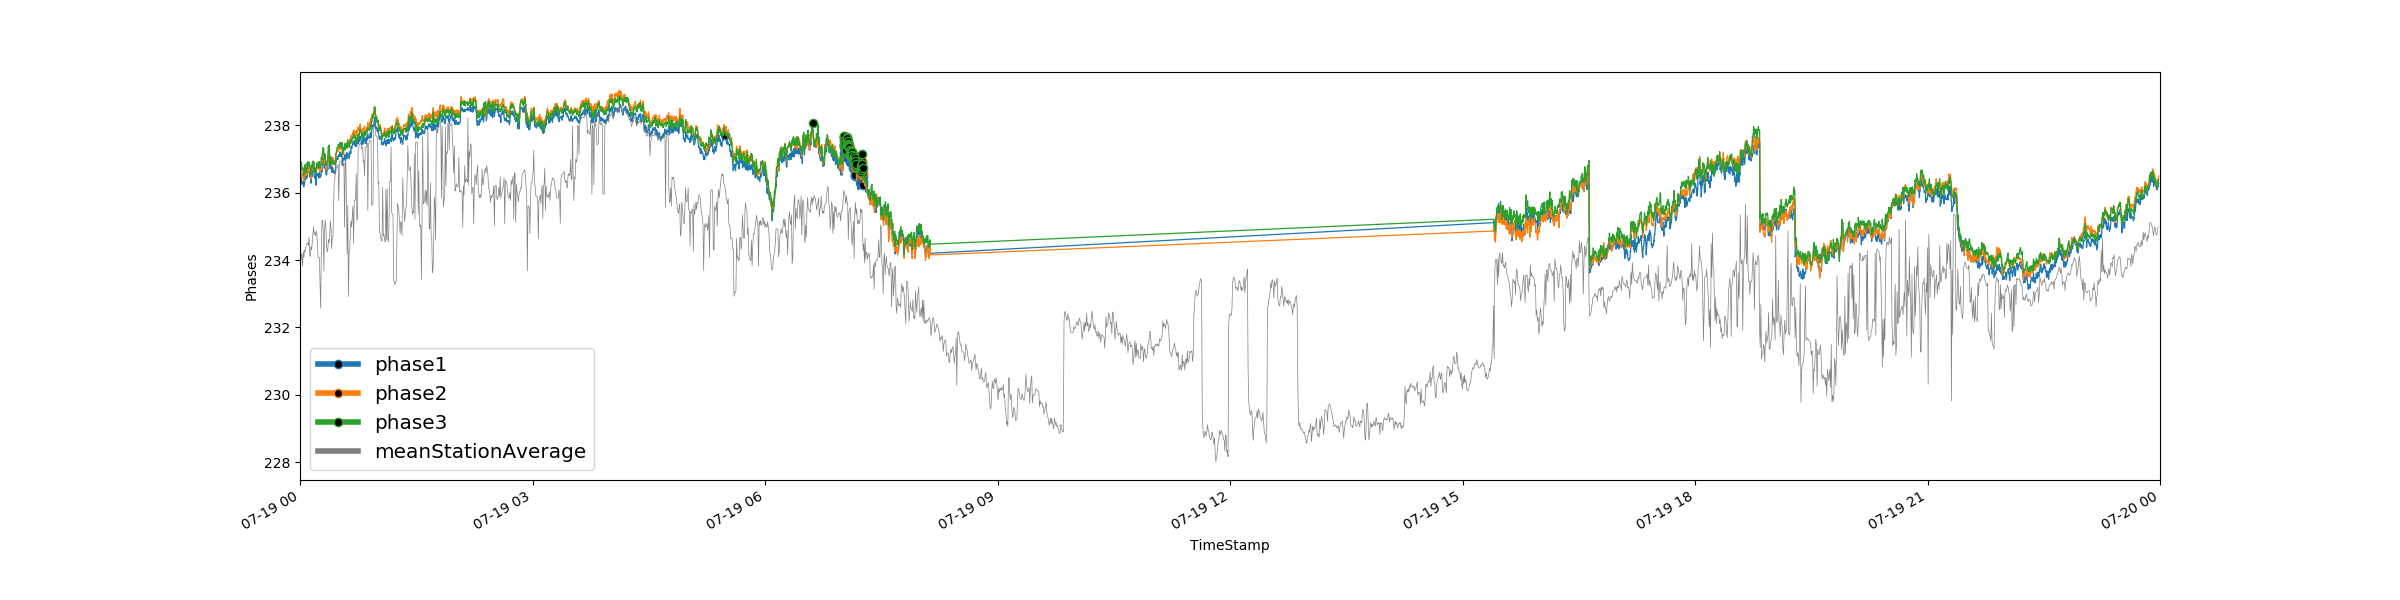 238
236
234
232
230
228
Phases
phase1
phase2
phase3
meanStationAverage
07-19 00
07-19 03
07-19 06
07-19 09
07-19 12
07-19 15
07-19 18
07-19 21
07-20 00
TimeStamp